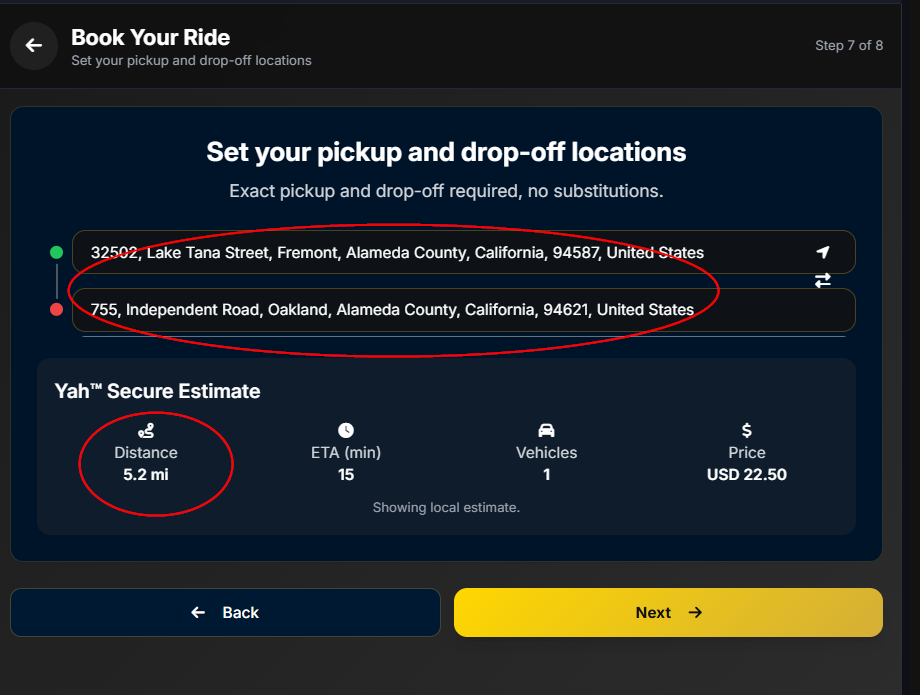 Book Your Ride
Set your pickup and drop-off locations
Step 7 of 8
Set your pickup and drop-off locations
Exact pickup and drop-off required, no substitutions.
32502, Lake Tana Street, Fremont, Alameda County, California, 94587, United States
755, Independent Road, Oakland, Alameda County, California, 94621, United States
Yah™ Secure Estimate
Distance
5.2 mi
ETA (min)
15
Vehicles
1
Price
USD 22.50
Showing local estimate.
Back
Next